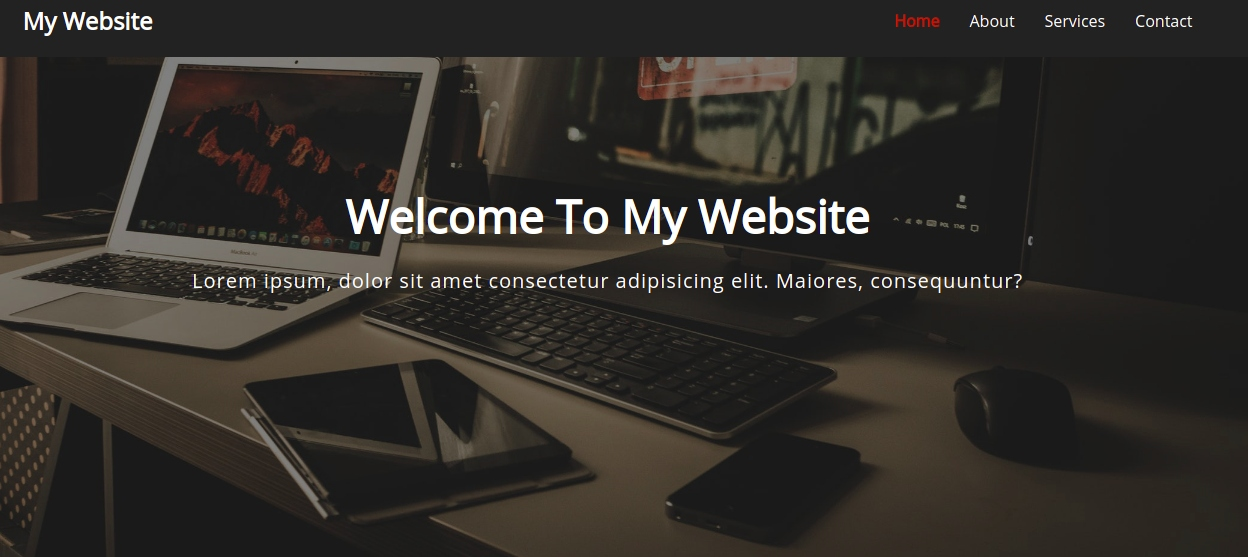 My Website
Home About Services Contact
Welcome To My Website
Lorem ipsum, dolor sit amet consectetur adipisicing elit. Maiores, consequuntur?